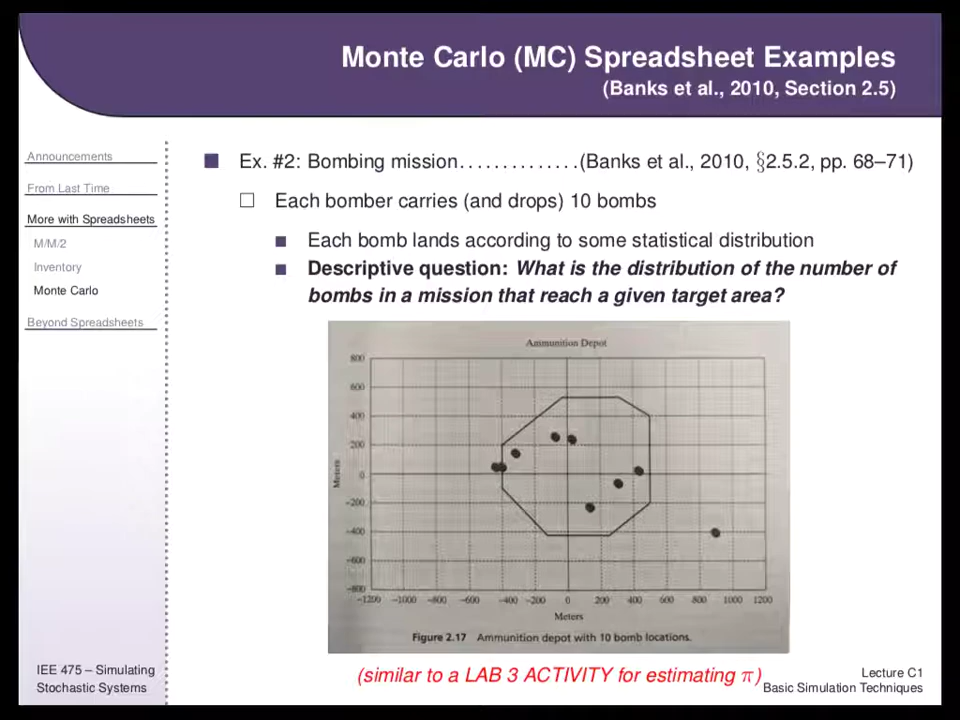 Monte Carlo (MC) Spreadsheet Examples
(Banks et al., 2010, Section 2.5)
Announcements
From Last Time
More with Spreadsheets
M/M/2
Inventory
Monte Carlo
Beyond Spreadsheets
■ Ex. #2: Bombing mission. . . . . . . . . . . . . .(Banks et al., 2010, §2.5.2, pp. 68–71)
□ Each bomber carries (and drops) 10 bombs
■ Each bomb lands according to some statistical distribution
■ Descriptive question: What is the distribution of the number of
bombs in a mission that reach a given target area?
Ammunition Depot
800
600
400
200
0
−200
−400
−600
−800
Meters
−1200 −1000 −800 −600 −400 −200 0 200 400 600 800 1000 1200
Meters
Figure 2.17 Ammunition depot with 10 bomb locations.
(similar to a LAB 3 ACTIVITY for estimating π)
IEE 475 – Simulating
Stochastic Systems
Lecture C1
Basic Simulation Techniques